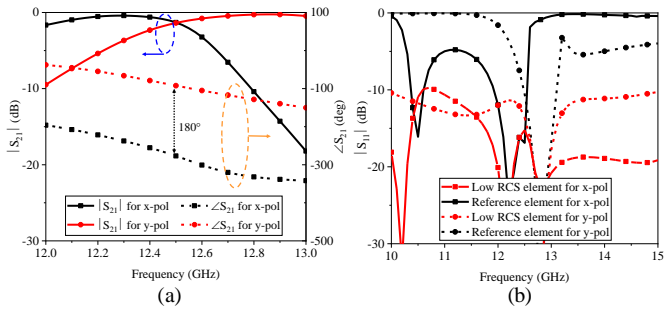 0
-10
-20
-30
|S21| (dB)
100
0
-100
-200
-300
-400
-500
∠S21 (deg)
180°
|S21| for x-pol
∠S21 for x-pol
|S21| for y-pol
∠S21 for y-pol
12.0 12.2 12.4 12.6 12.8 13.0
Frequency (GHz)
(a)
0
-10
-20
-30
|S11| (dB)
Low RCS element for x-pol
Reference element for x-pol
Low RCS element for y-pol
Reference element for y-pol
10 11 12 13 14 15
Frequency (GHz)
(b)